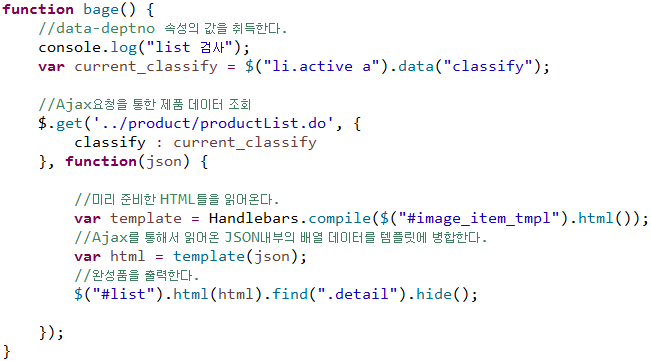 function bage() {
//data-deptno 속성의 값을 취득한다.
console.log("list 검사");
var current_classify = $("li.active a").data("classify");
//Ajax요청을 통한 제품 데이터 조회
$.get('../product/productList.do', {
classify : current_classify
}, function(json) {
//미리 준비한 HTML틀을 읽어온다.
var template = Handlebars.compile($("#image_item_tmpl").html());
//Ajax를 통해서 읽어온 JSON내부의 배열 데이터를 템플릿에 병합한다.
var html = template(json);
//완성품을 출력한다.
$("#list").html(html).find(".detail").hide();
});
}